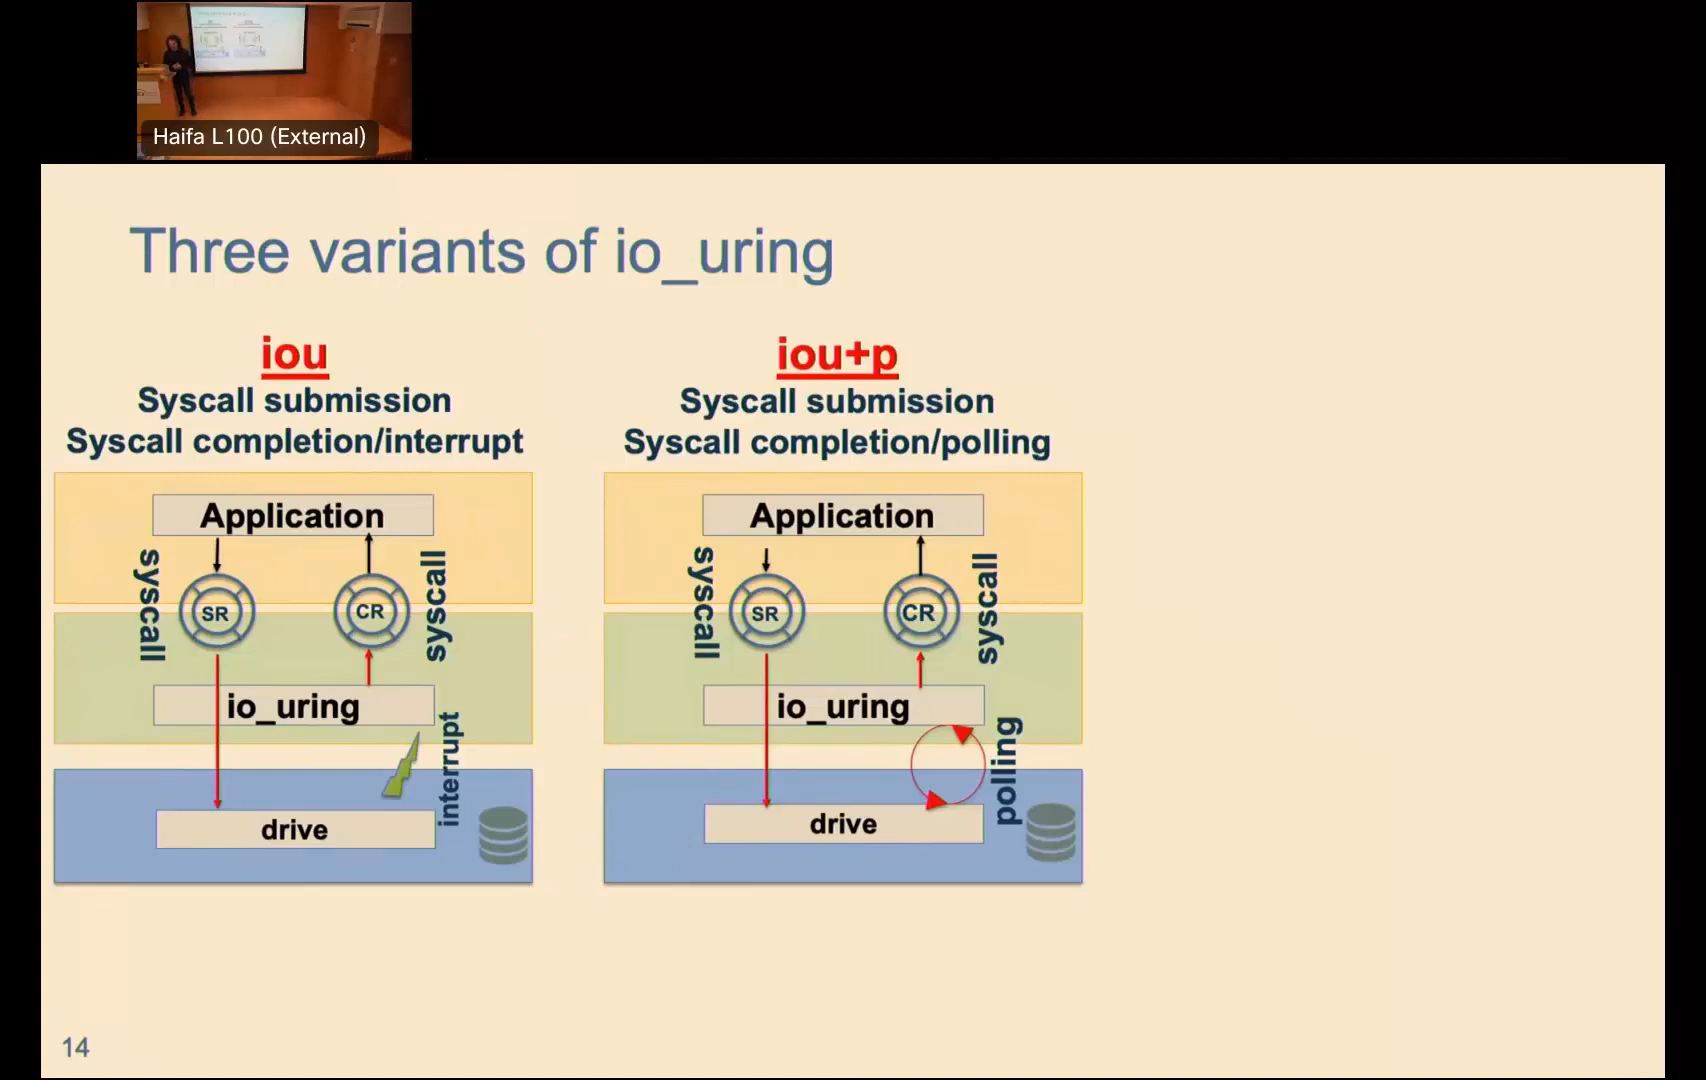 Haifa L100 (External)
Three variants of io_uring
iou
Syscall submission
Syscall completion/interrupt
Application
syscall
SR
CR
syscall
io_uring
interrupt
drive
iou+p
Syscall submission
Syscall completion/polling
Application
syscall
SR
CR
syscall
io_uring
polling
drive
14